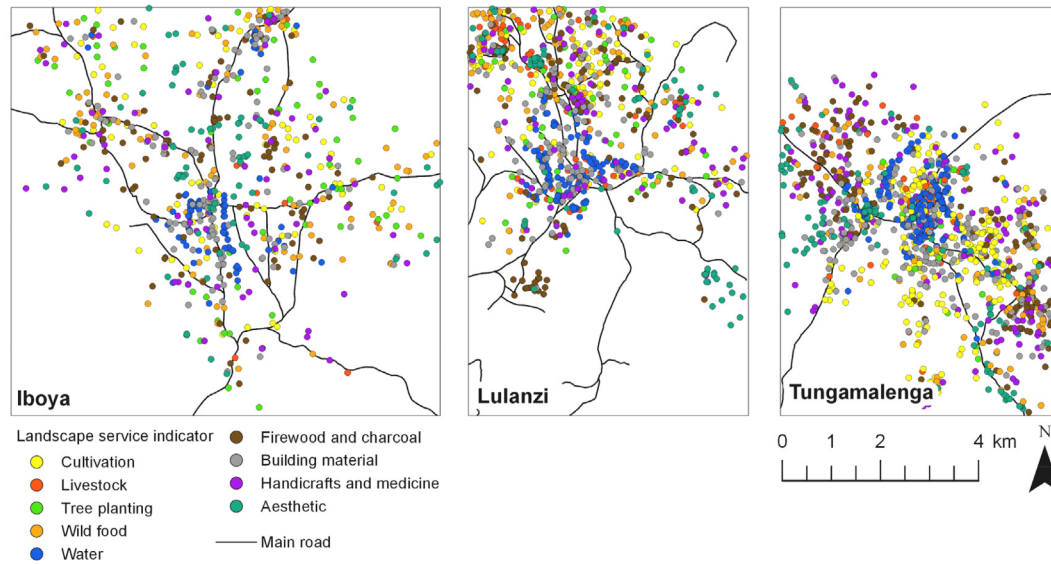 Iboya
Lulanzi
Tungamalenga
Landscape service indicator
Cultivation
Livestock
Tree planting
Wild food
Water
Firewood and charcoal
Building material
Handicrafts and medicine
Aesthetic
Main road
0 2 4 km
N